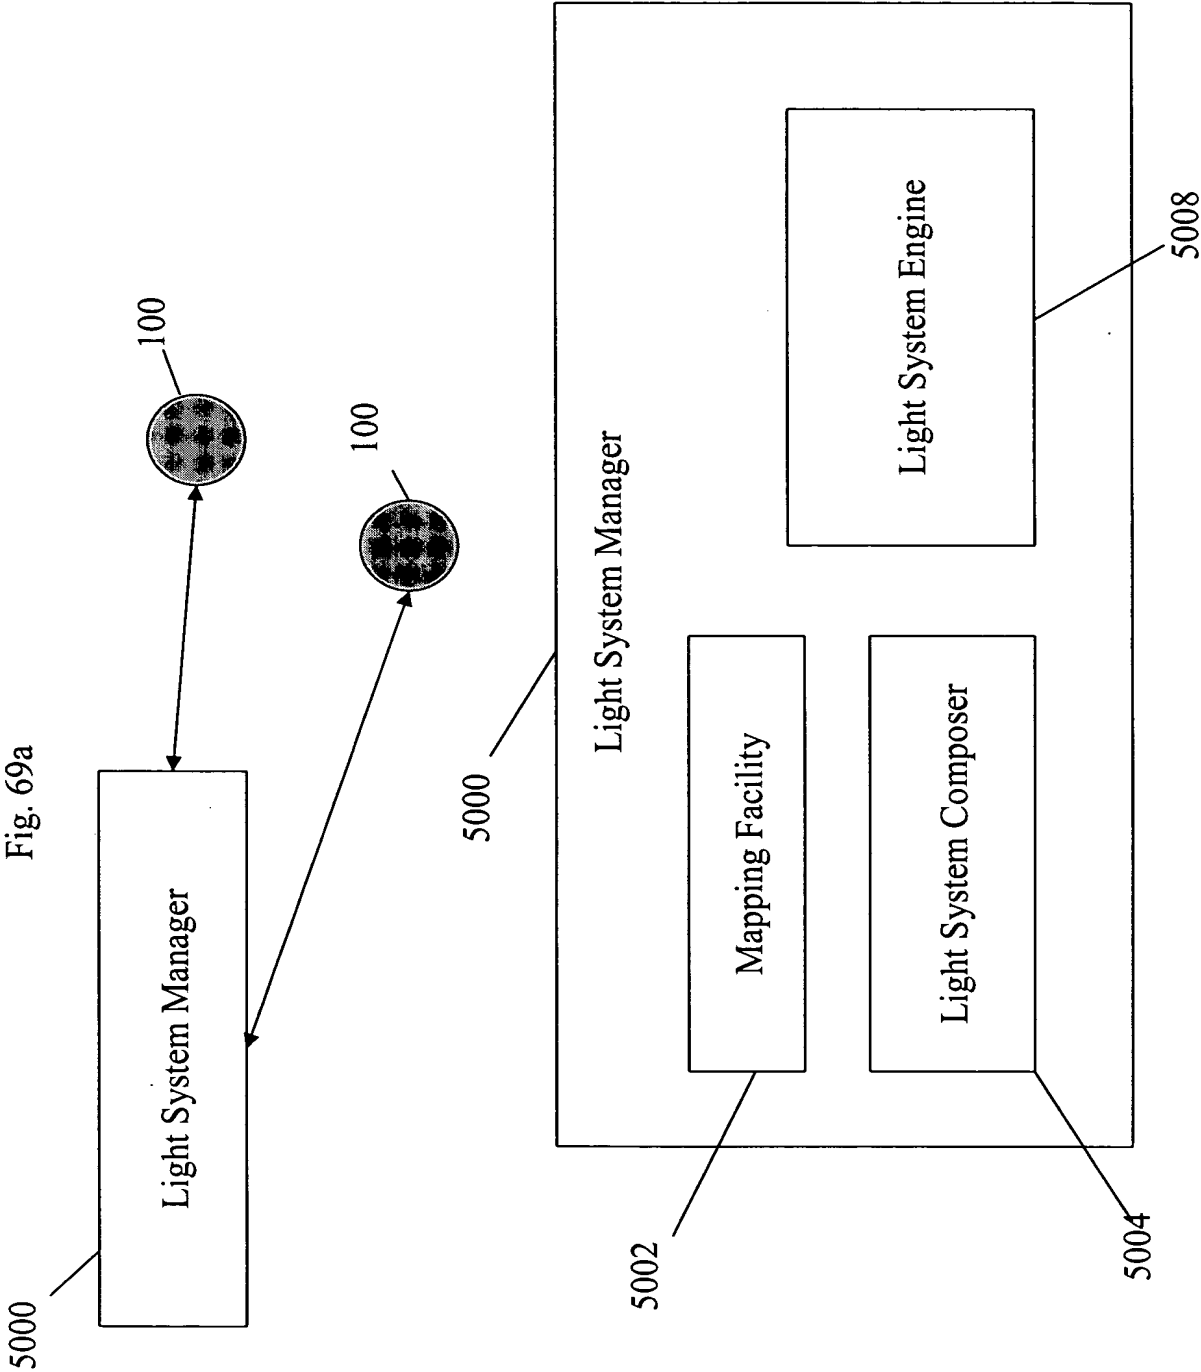 Fig. 69a
5000
Light System Manager
100
100
5000
Light System Manager
5002
Mapping Facility
Light System Engine
5004
Light System Composer
5008